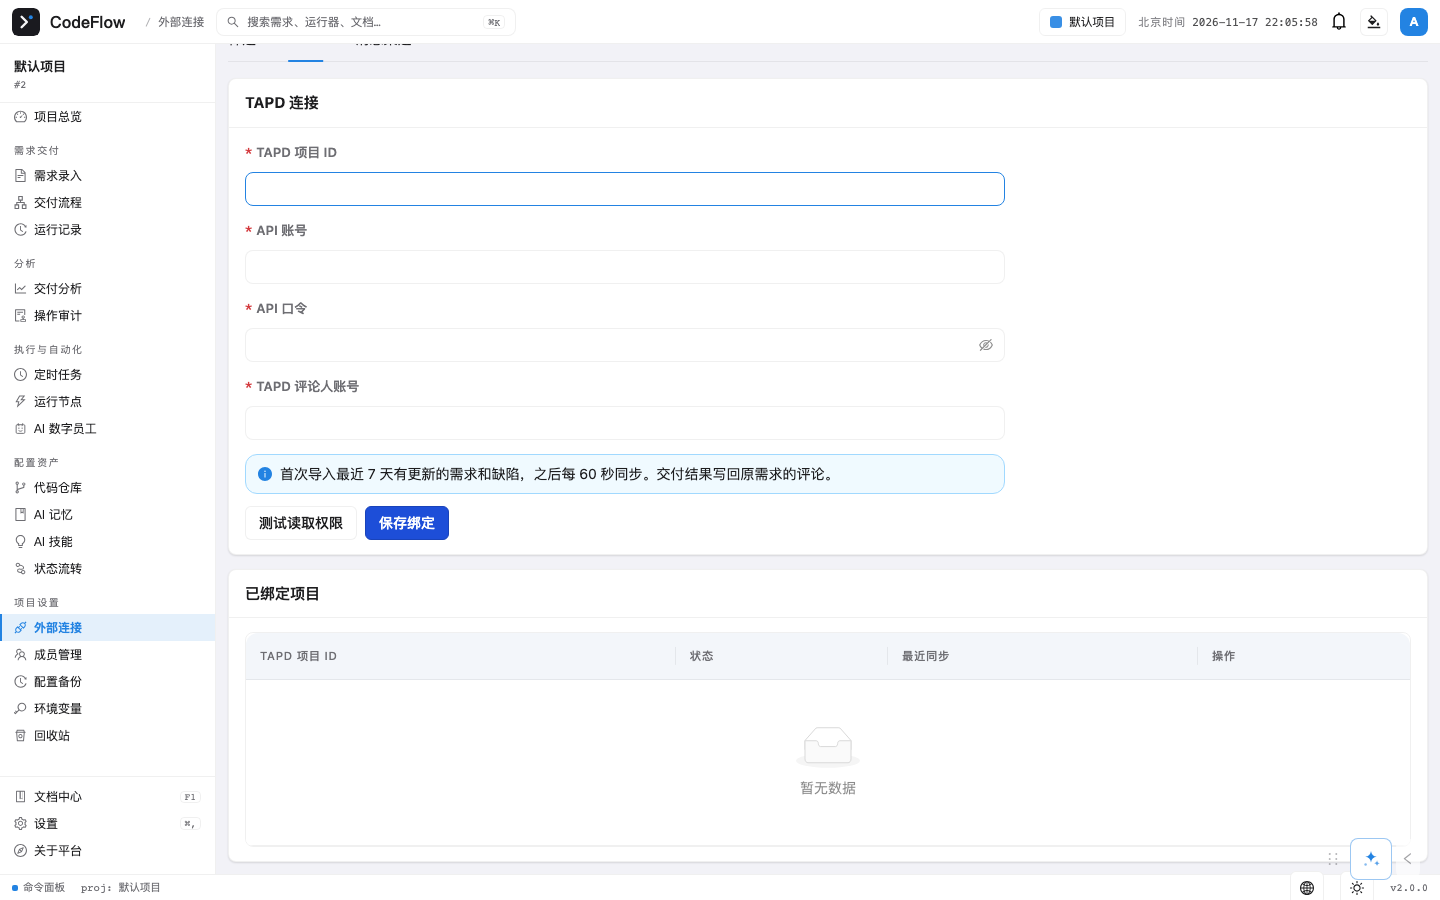 CodeFlow
/ 外部连接
搜索需求、运行器、文档…
⌘K
默认项目
北京时间 2026-11-17 22:05:58
A
默认项目
#2
项目总览
需求交付
需求录入
交付流程
运行记录
分析
交付分析
操作审计
执行与自动化
定时任务
运行节点
AI 数字员工
配置资产
代码仓库
AI 记忆
AI 技能
状态流转
项目设置
外部连接
成员管理
配置备份
环境变量
回收站
文档中心 F1
设置 ⌘,
关于平台
TAPD 连接
* TAPD 项目 ID
* API 账号
* API 口令
* TAPD 评论人账号
首次导入最近 7 天有更新的需求和缺陷，之后每 60 秒同步。交付结果写回原需求的评论。
测试读取权限
保存绑定
已绑定项目
TAPD 项目 ID 状态 最近同步 操作
暂无数据
命令面板 proj: 默认项目
v2.0.0